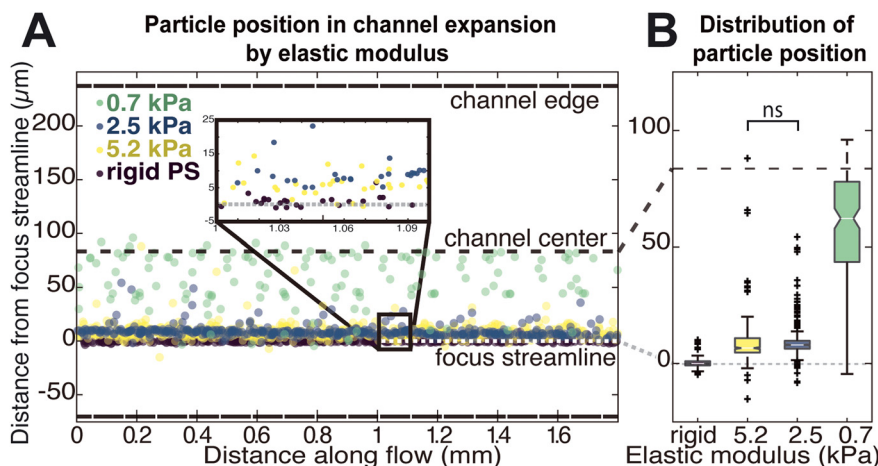 A
Particle position in channel expansion
by elastic modulus
Distance from focus streamline (µm)
200
150
100
50
0
-50
0.7 kPa
2.5 kPa
5.2 kPa
rigid PS
channel edge
25
15
5
-5
1
1.03
1.06
1.09
channel center
focus streamline
0 0.2 0.4 0.6 0.8 1 1.2 1.4 1.6
Distance along flow (mm)
B
Distribution of
particle position
ns
100
50
0
rigid 5.2 2.5 0.7
Elastic modulus (kPa)